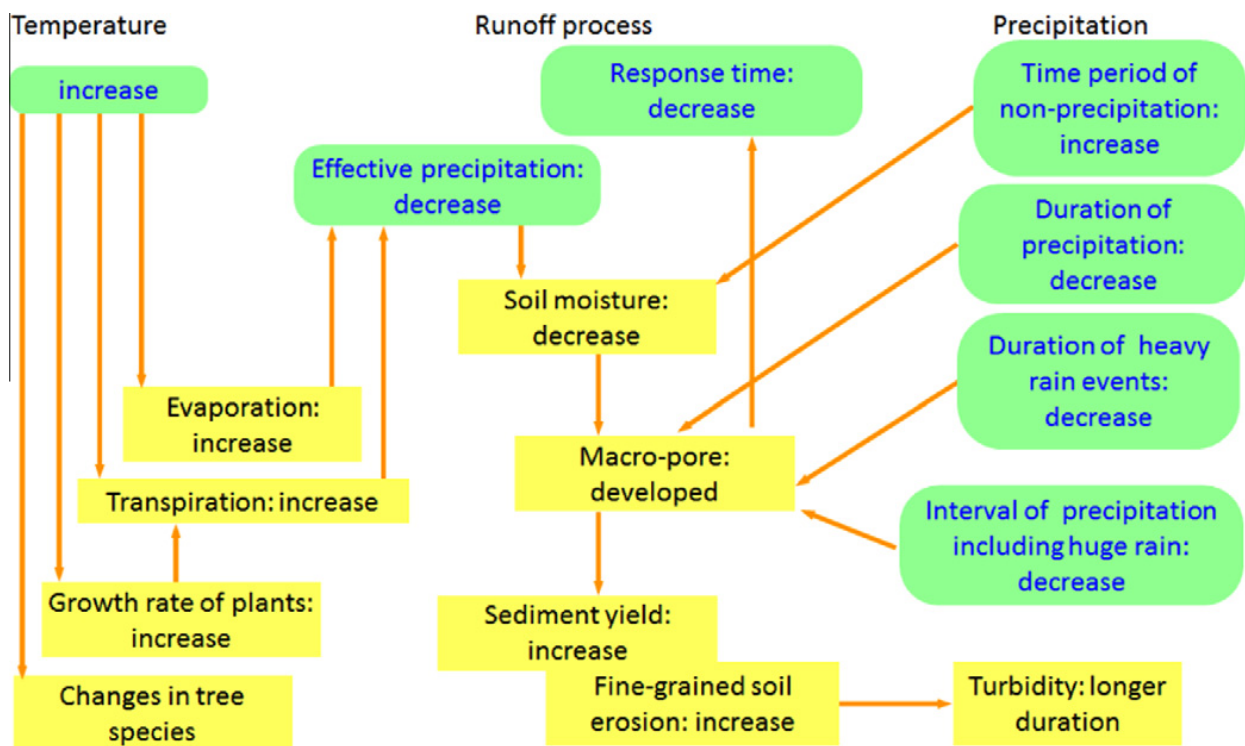 Temperature
Runoff process
Precipitation
increase
Response time:
decrease
Time period of
non-precipitation:
increase
Effective precipitation:
decrease
Duration of
precipitation:
decrease
Soil moisture:
decrease
Duration of heavy
rain events:
decrease
Evaporation:
increase
Macro-pore:
developed
Transpiration: increase
Interval of precipitation
including huge rain:
decrease
Growth rate of plants:
increase
Sediment yield:
increase
Changes in tree
species
Fine-grained soil
erosion: increase
Turbidity: longer
duration